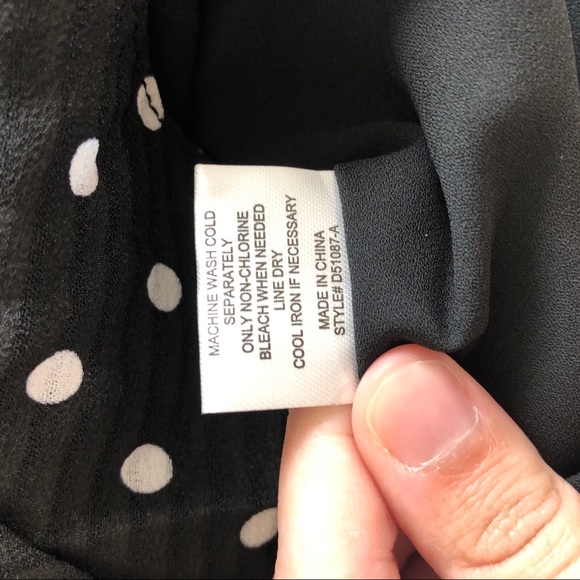 MACHINE WASH COLD
SEPARATELY
ONLY NON-CHLORINE
BLEACH WHEN NEEDED
LINE DRY
COOL IRON IF NECESSARY
MADE IN CHINA
STYLE# D51087-A